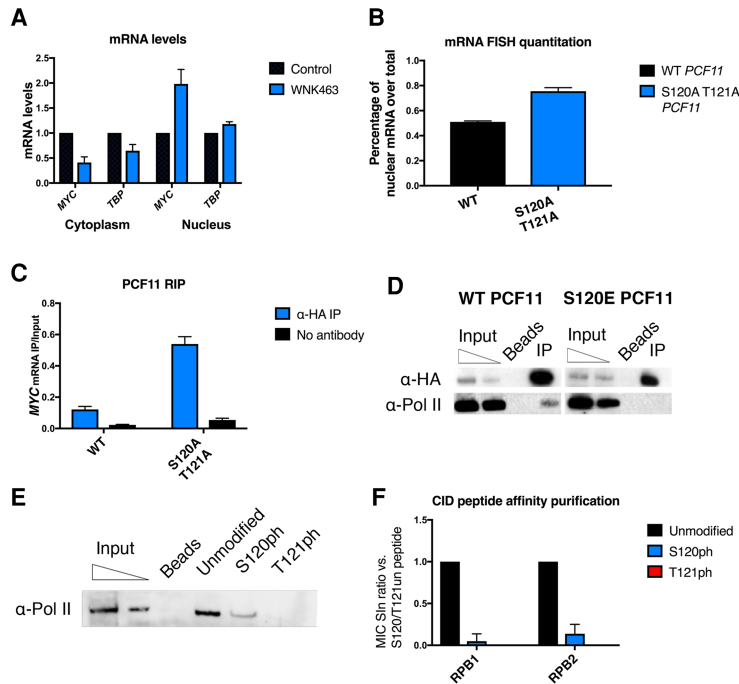 A
mRNA levels
mRNA levels
2.5
2.0
1.5
1.0
0.5
0.0
MYC
TBP
MYC
TBP
Cytoplasm
Nucleus
Control
WNK463
B
mRNA FISH quantitation
Percentage of
nuclear mRNA over total
1.0
0.8
0.6
0.4
0.2
0.0
WT
S120A
T121A
WT PCF11
S120A T121A
PCF11
C
PCF11 RIP
MYC mRNA IP/Input
0.8
0.6
0.4
0.2
0.0
WT
S120A
T121A
α-HA IP
No antibody
D
WT PCF11
S120E PCF11
Input
Beads
IP
Input
Beads
IP
α-HA
α-Pol II
E
Input
Beads
Unmodified
S120ph
T121ph
α-Pol II
F
CID peptide affinity purification
MIC SIn ratio vs.
S120/T121un peptide
1.5
1.0
0.5
0.0
RPB1
RPB2
Unmodified
S120ph
T121ph